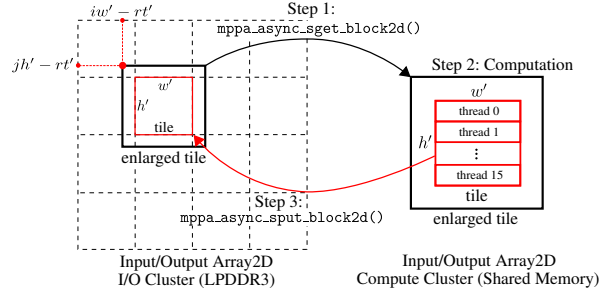 iw′ − rt′
Step 1:
mppa_async_sget_block2d()
jh′ − rt′
Step 2: Computation
w′
h′
tile
enlarged tile
w′
h′
thread 0
thread 1
⋮
thread 15
tile
enlarged tile
Step 3:
mppa_async_sput_block2d()
Input/Output Array2D
I/O Cluster (LPDDR3)
Input/Output Array2D
Compute Cluster (Shared Memory)